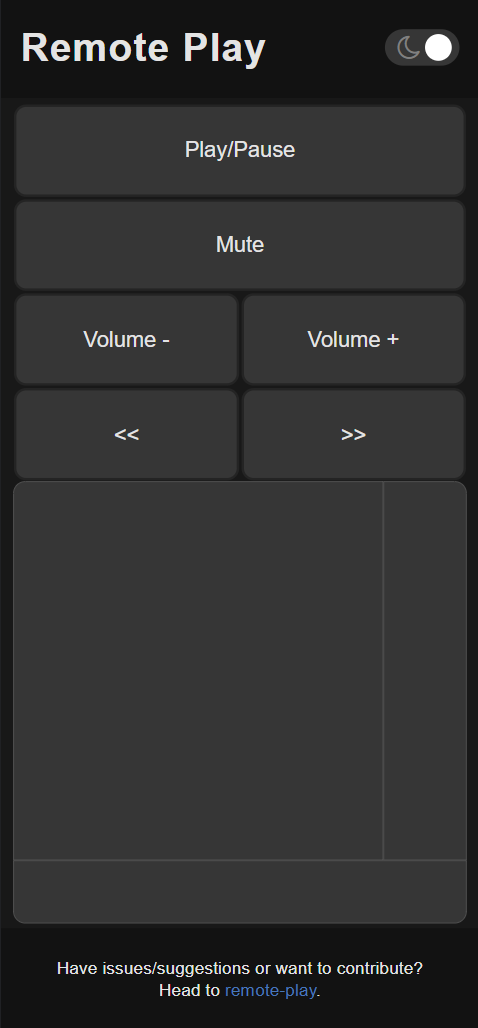 Remote Play
Play/Pause
Mute
Volume -
Volume +
<<
>>
Have issues/suggestions or want to contribute?
Head to remote-play.